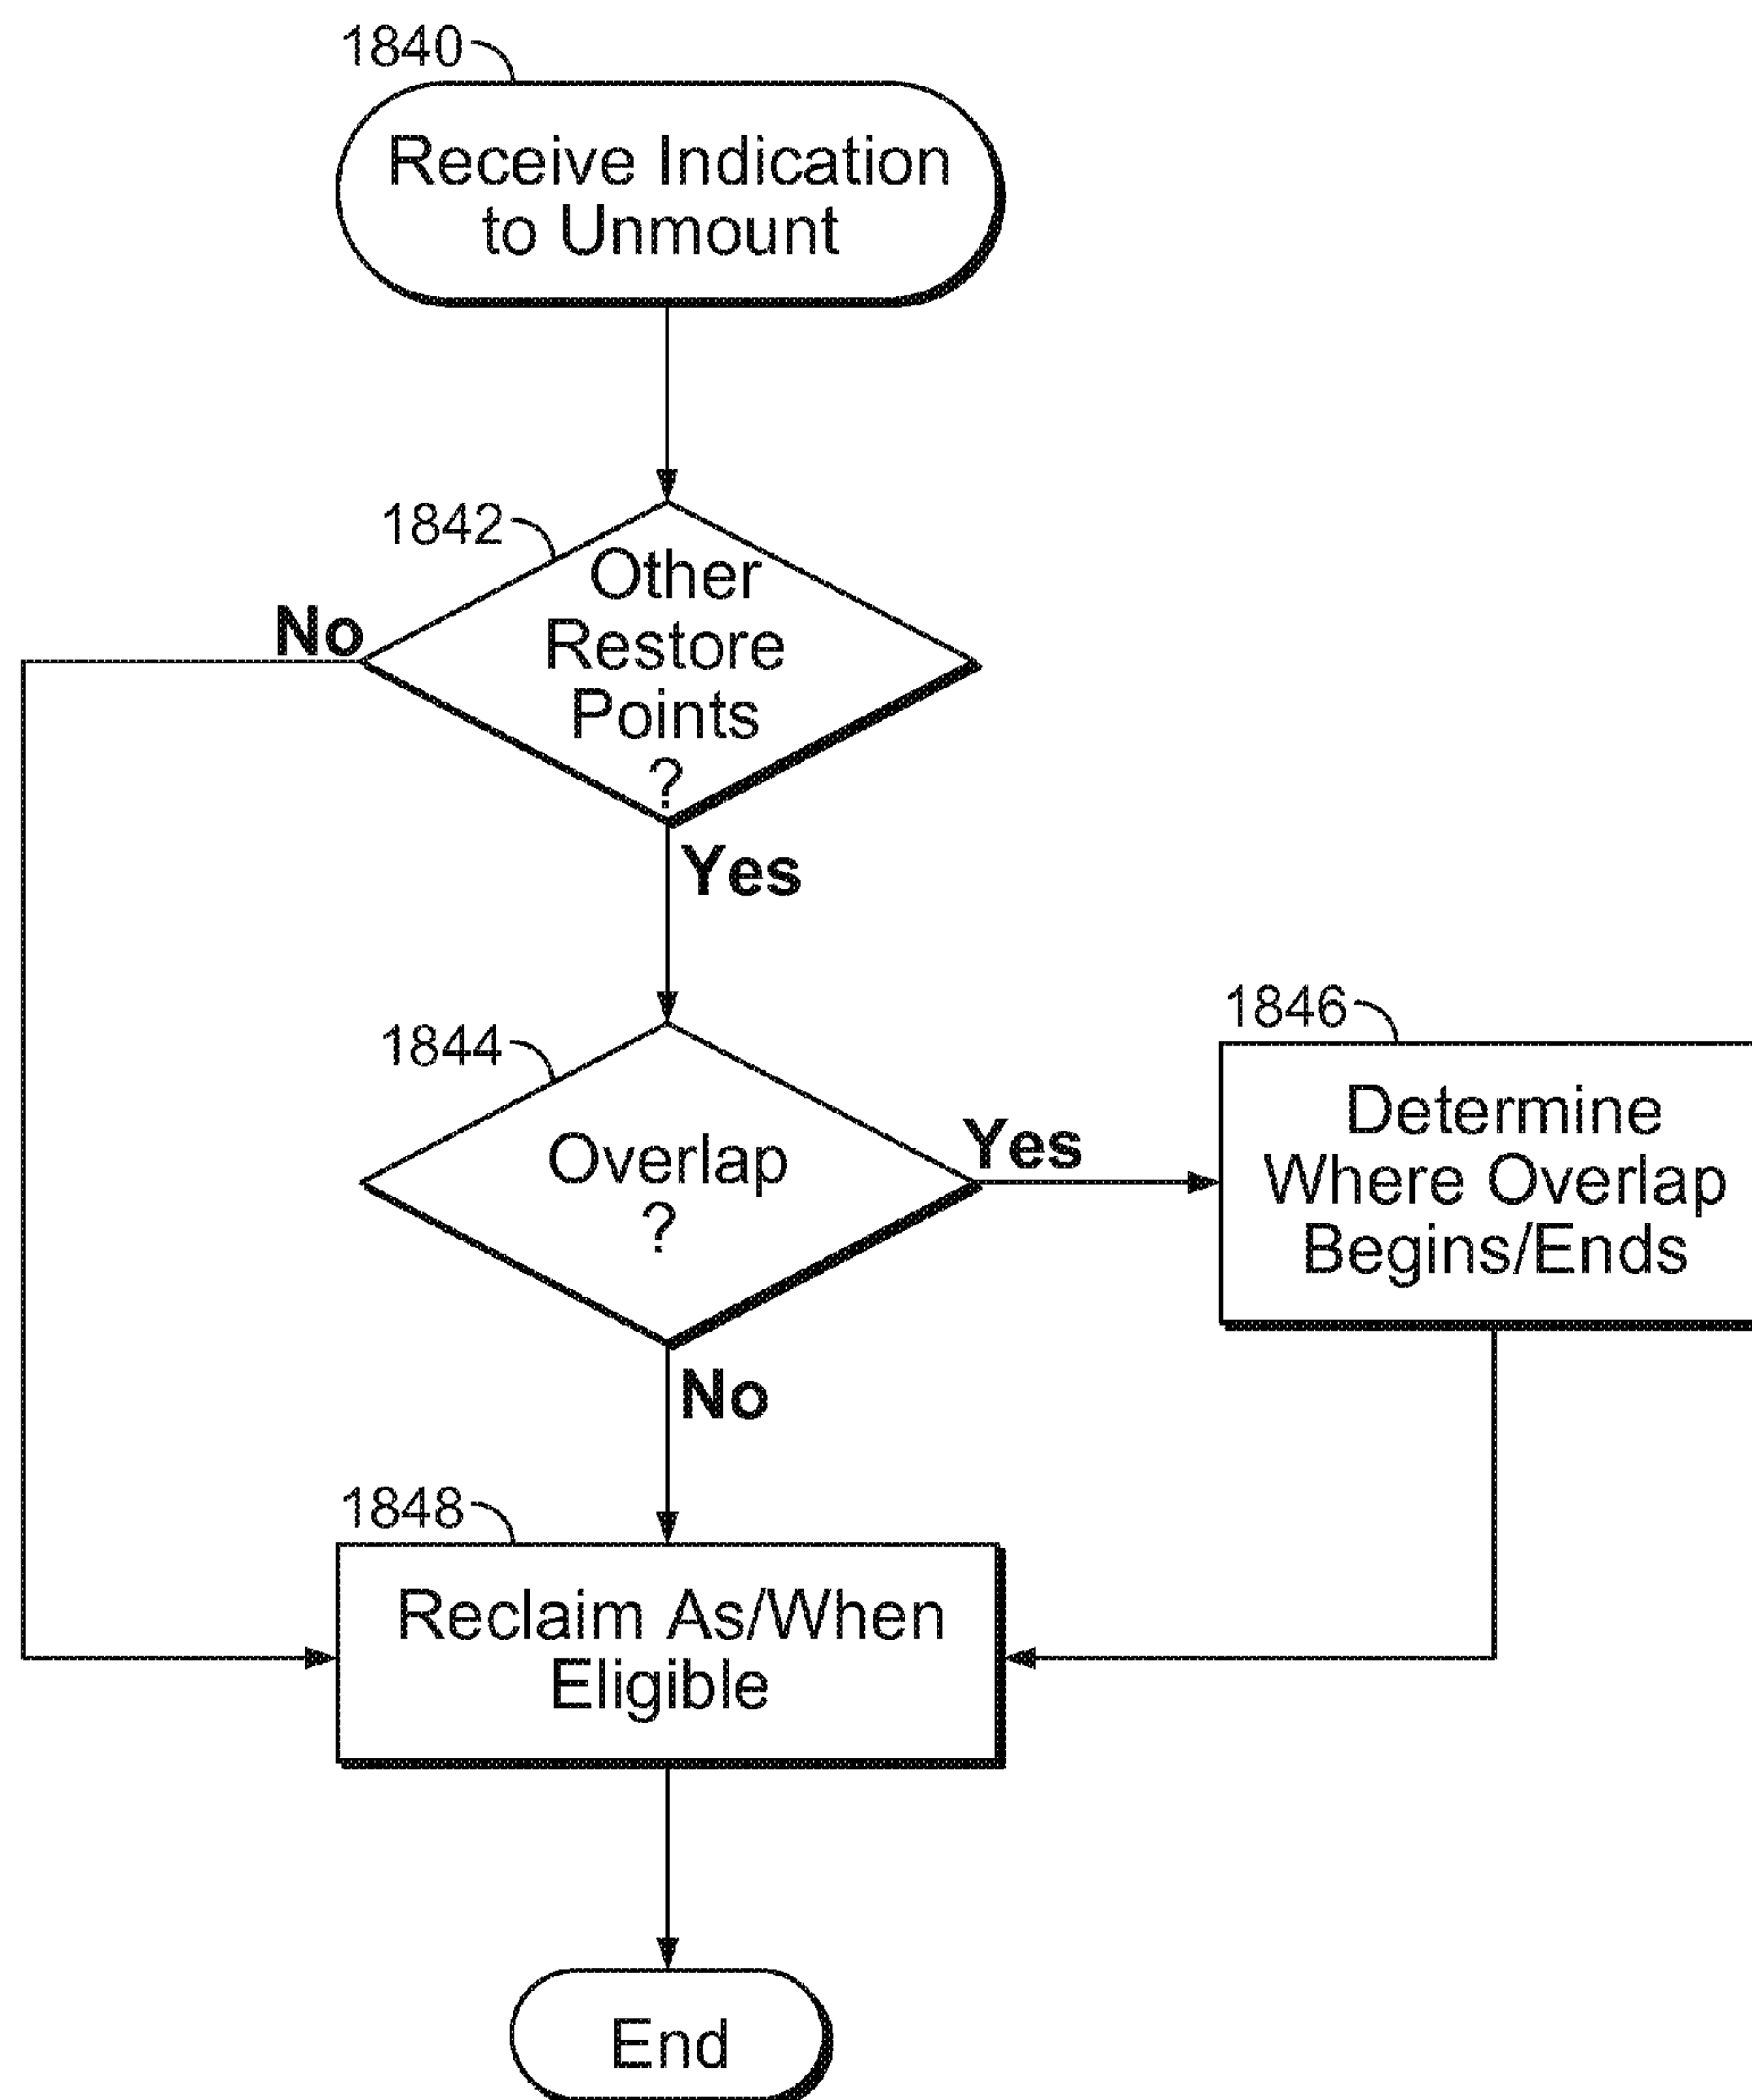 1840
Receive Indication
to Unmount
1842
Other
Restore
Points
?
No
Yes
1844
Overlap
?
Yes
1846
Determine
Where Overlap
Begins/Ends
No
1848
Reclaim As/When
Eligible
End